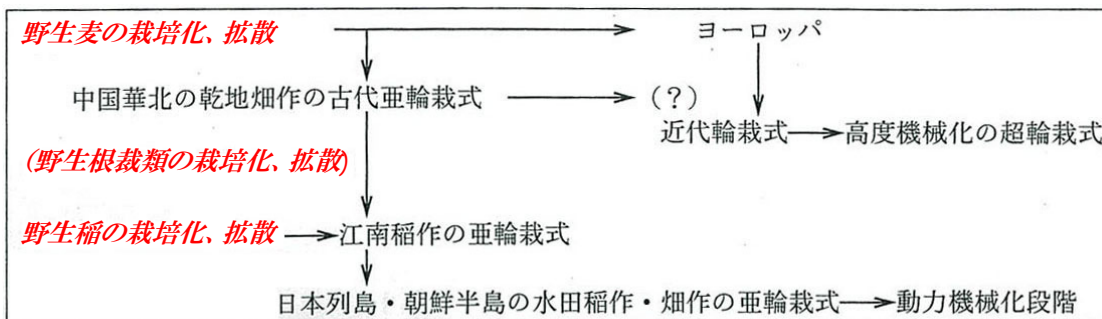 野生麦の栽培化、拡散
ヨーロッパ
中国華北の乾地畑作の古代亜輪栽式
(?)
近代輪栽式
高度機械化の超輪栽式
(野生根裁類の栽培化、拡散)
野生稲の栽培化、拡散
江南稲作の亜輪栽式
日本列島・朝鮮半島の水田稲作・畑作の亜輪栽式
動力機械化段階